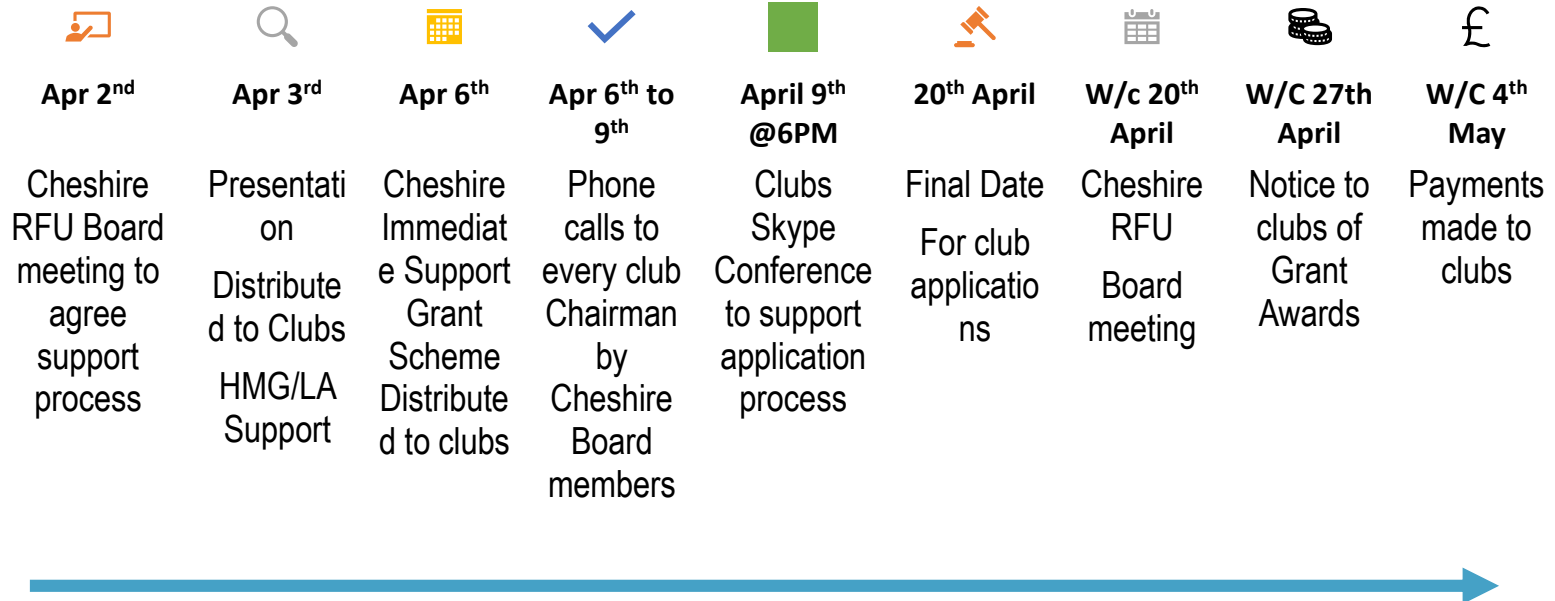 £
Apr 2nd
Cheshire
RFU Board
meeting to
agree
support
process
Apr 3rd
Presentati
on
Distribute
d to Clubs
HMG/LA
Support
Apr 6th
Cheshire
Immediat
e Support
Grant
Scheme
Distribute
d to clubs
Apr 6th to
9th
Phone
calls to
every club
Chairman
by
Cheshire
Board
members
April 9th
@6PM
Clubs
Skype
Conference
to support
application
process
20th April
Final Date
For club
applicatio
ns
W/c 20th
April
Cheshire
RFU
Board
meeting
W/C 27th
April
Notice to
clubs of
Grant
Awards
W/C 4th
May
Payments
made to
clubs